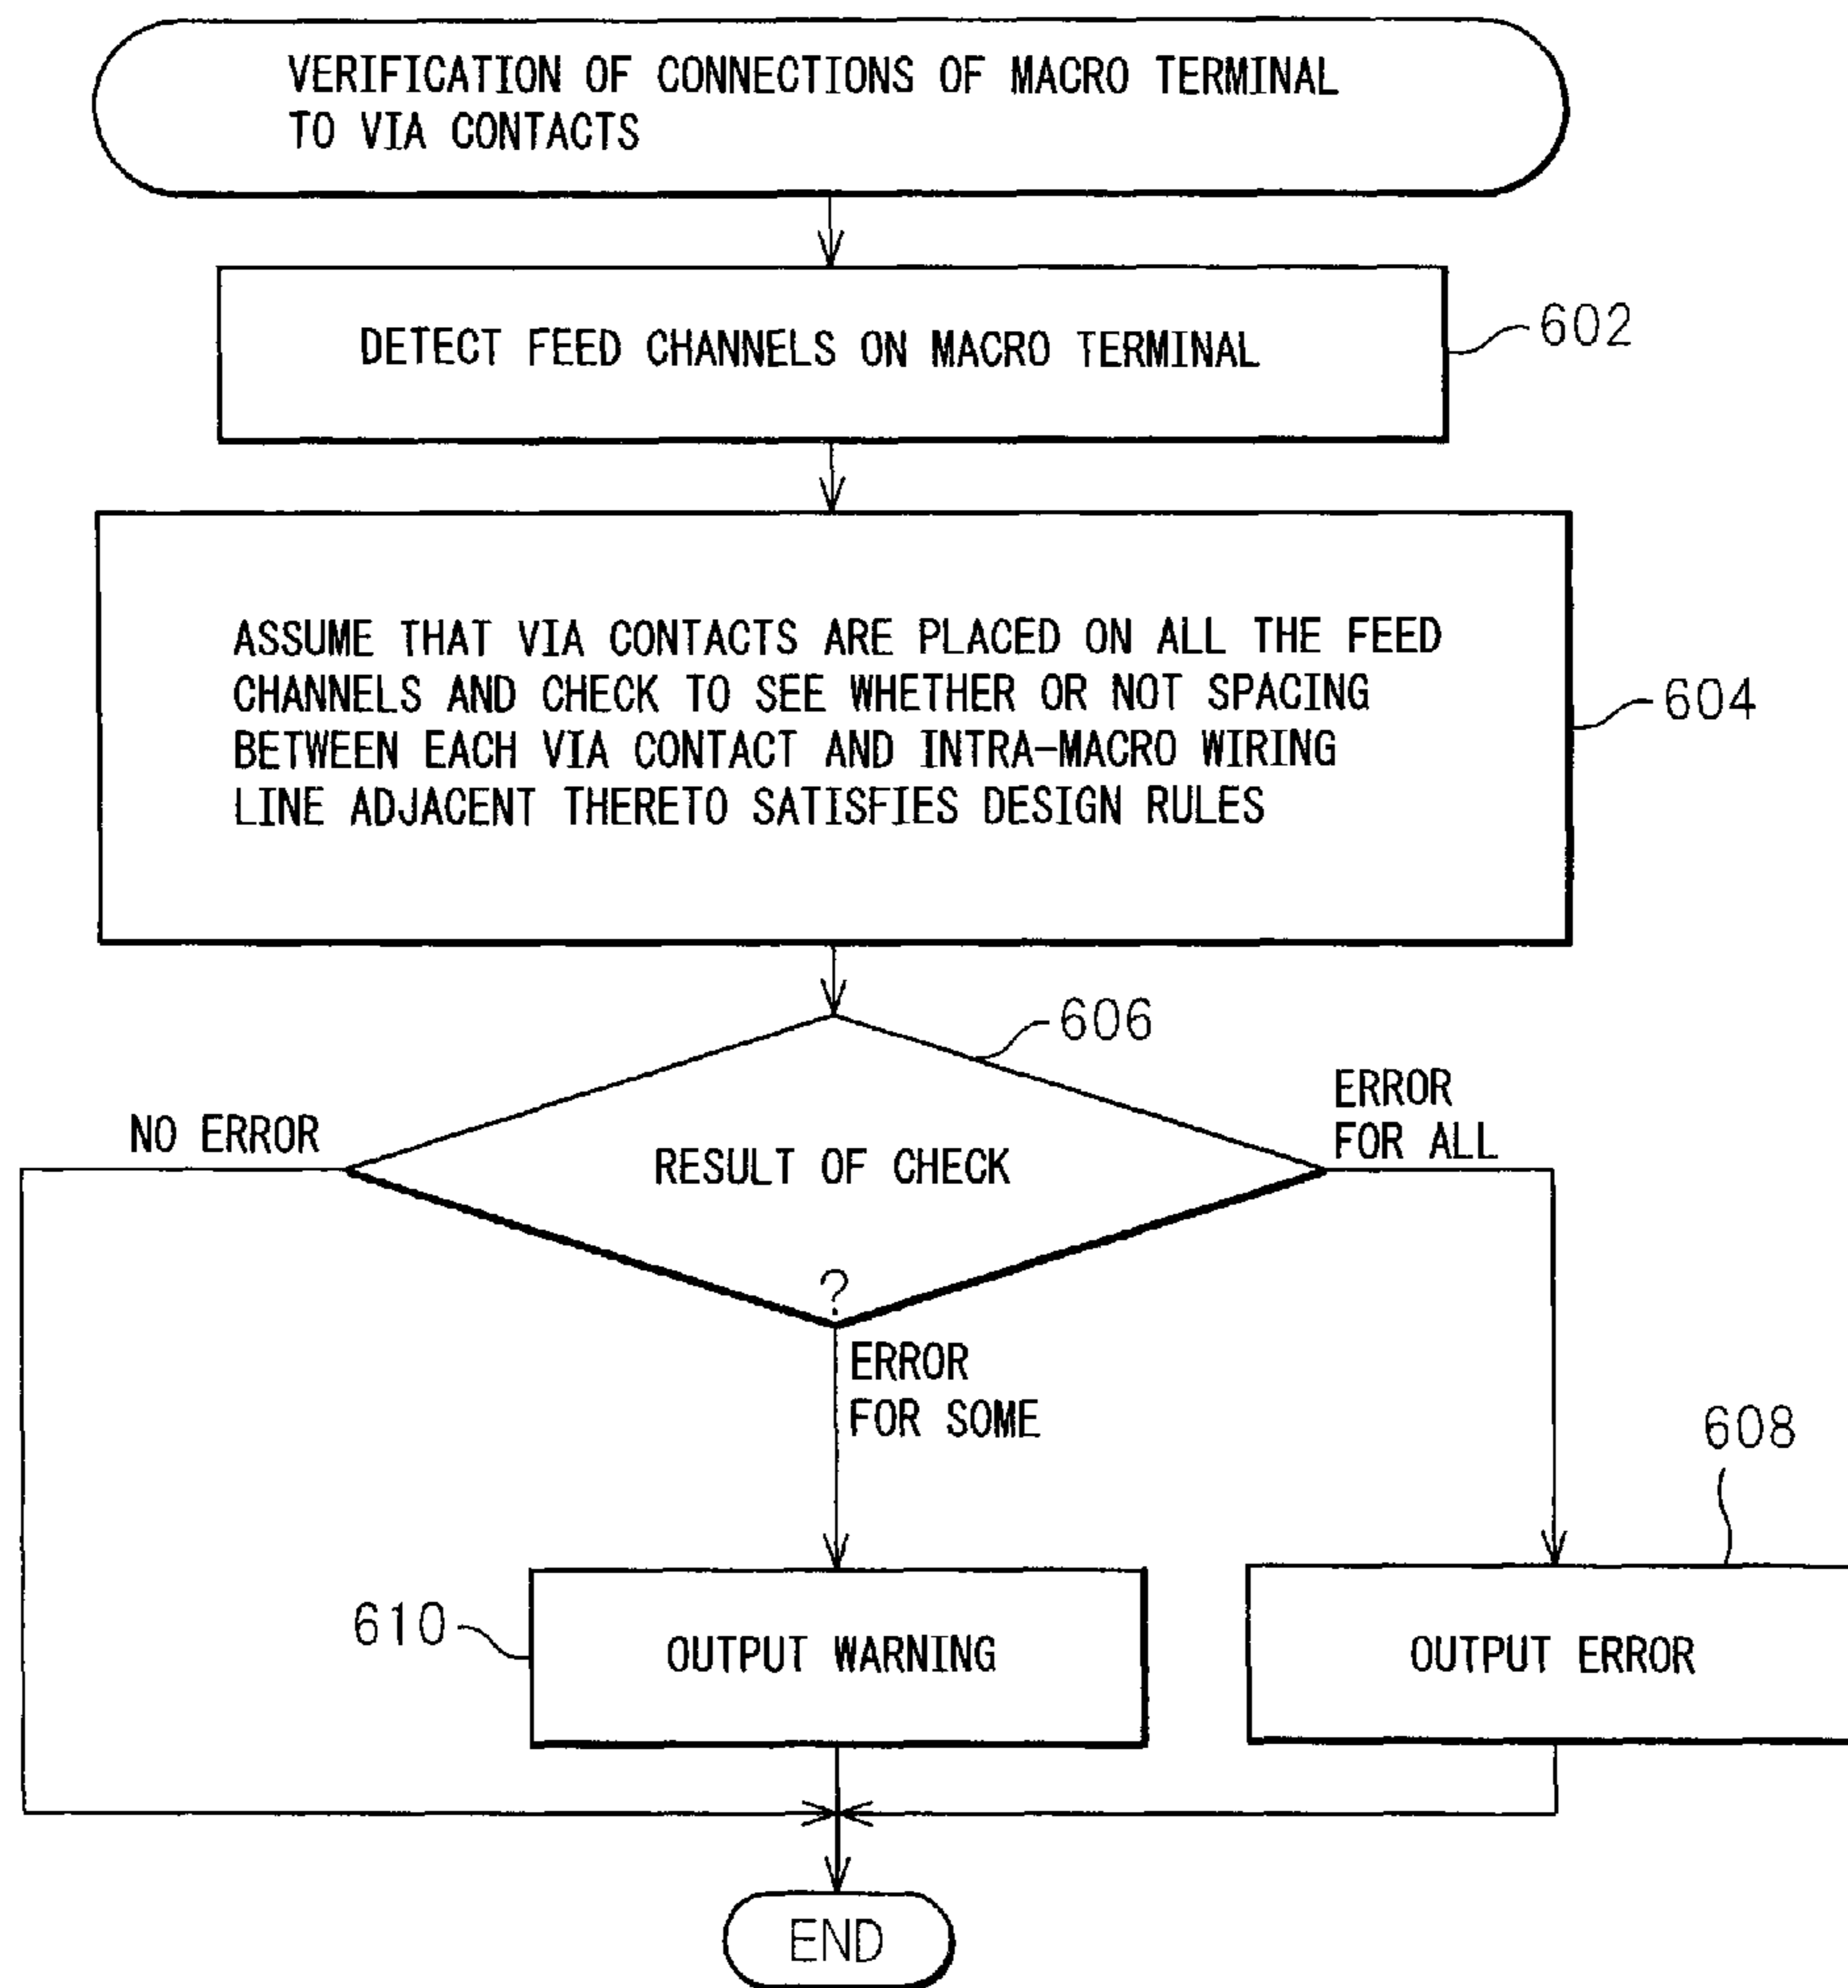 VERIFICATION OF CONNECTIONS OF MACRO TERMINAL
TO VIA CONTACTS
DETECT FEED CHANNELS ON MACRO TERMINAL
602
ASSUME THAT VIA CONTACTS ARE PLACED ON ALL THE FEED
CHANNELS AND CHECK TO SEE WHETHER OR NOT SPACING
BETWEEN EACH VIA CONTACT AND INTRA-MACRO WIRING
LINE ADJACENT THERETO SATISFIES DESIGN RULES
604
606
NO ERROR
ERROR
FOR ALL
RESULT OF CHECK
?
ERROR
FOR SOME
608
610
OUTPUT WARNING
OUTPUT ERROR
END